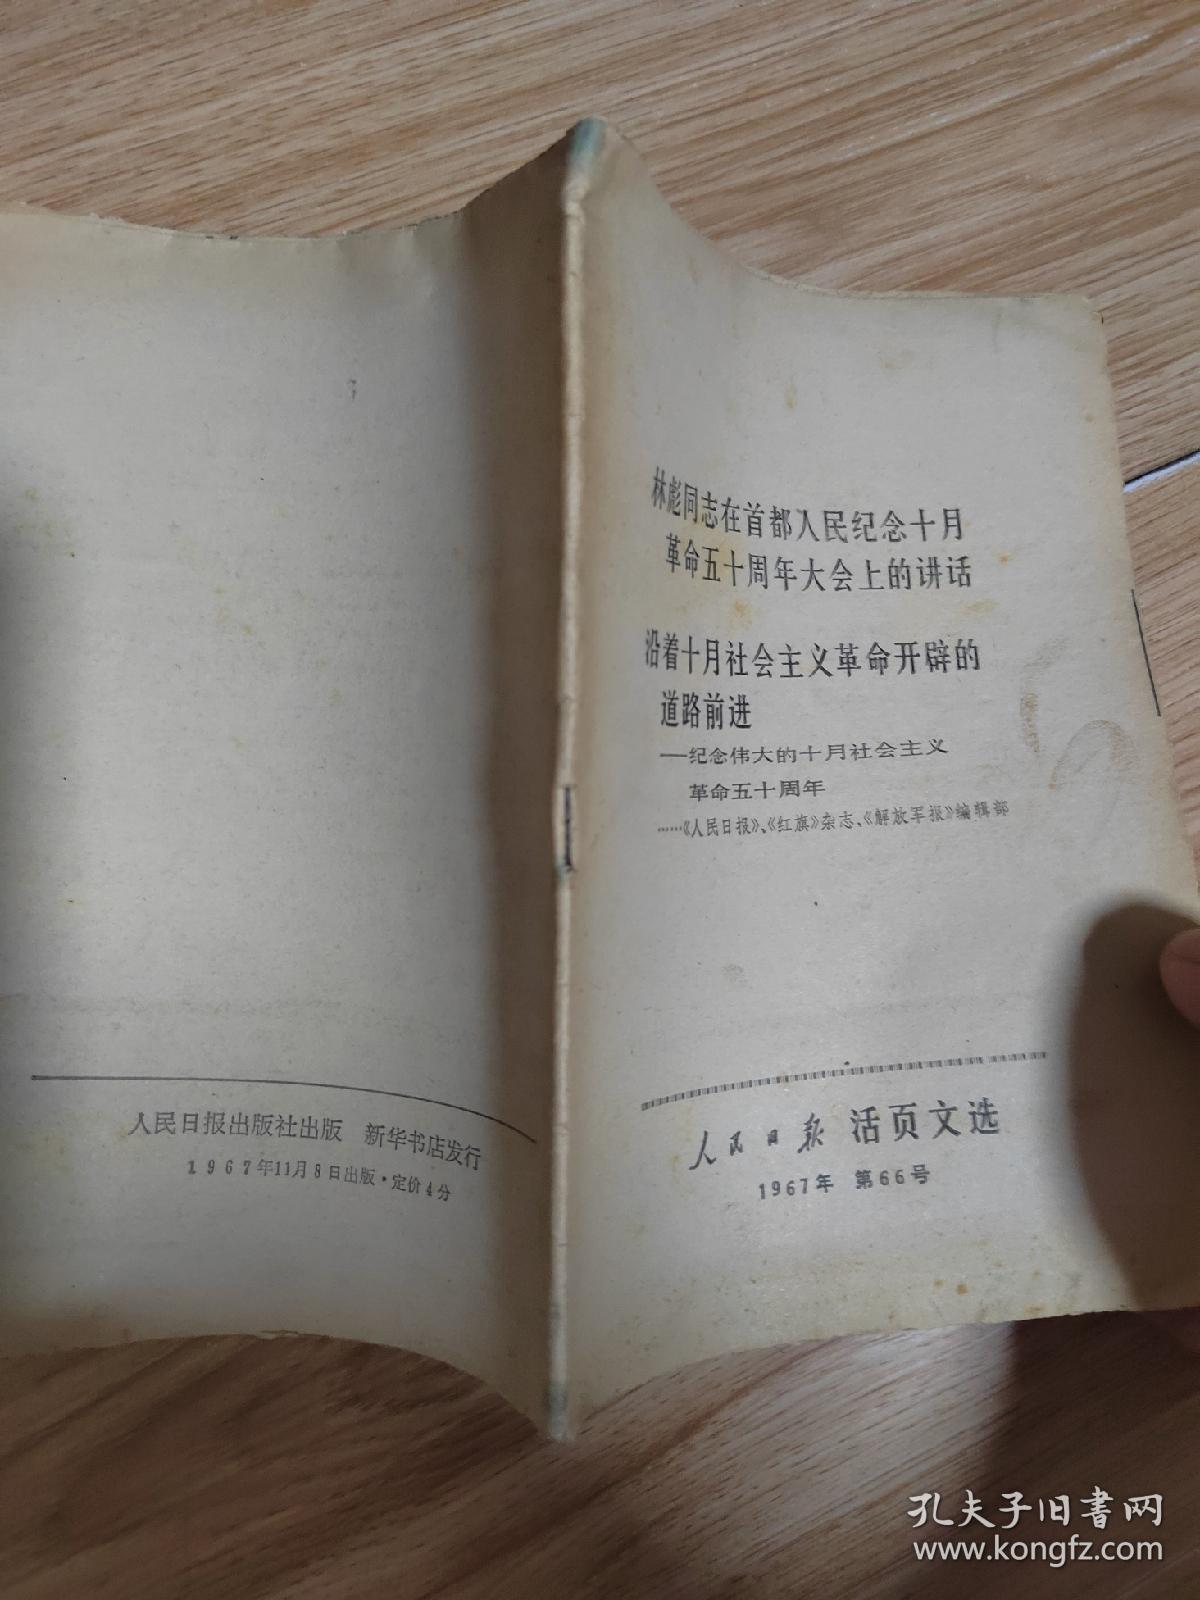 林彪同志在首都人民纪念十月
革命五十周年大会上的讲话
沿着十月社会主义革命开辟的
道路前进
——纪念伟大的十月社会主义
革命五十周年
……《人民日报》、《红旗》杂志、《解放军报》编辑部
人民日报 活页文选
1967年 第66号
人民日报出版社出版 新华书店发行
1967年11月8日出版·定价4分
孔夫子旧书网
www.kongfz.com